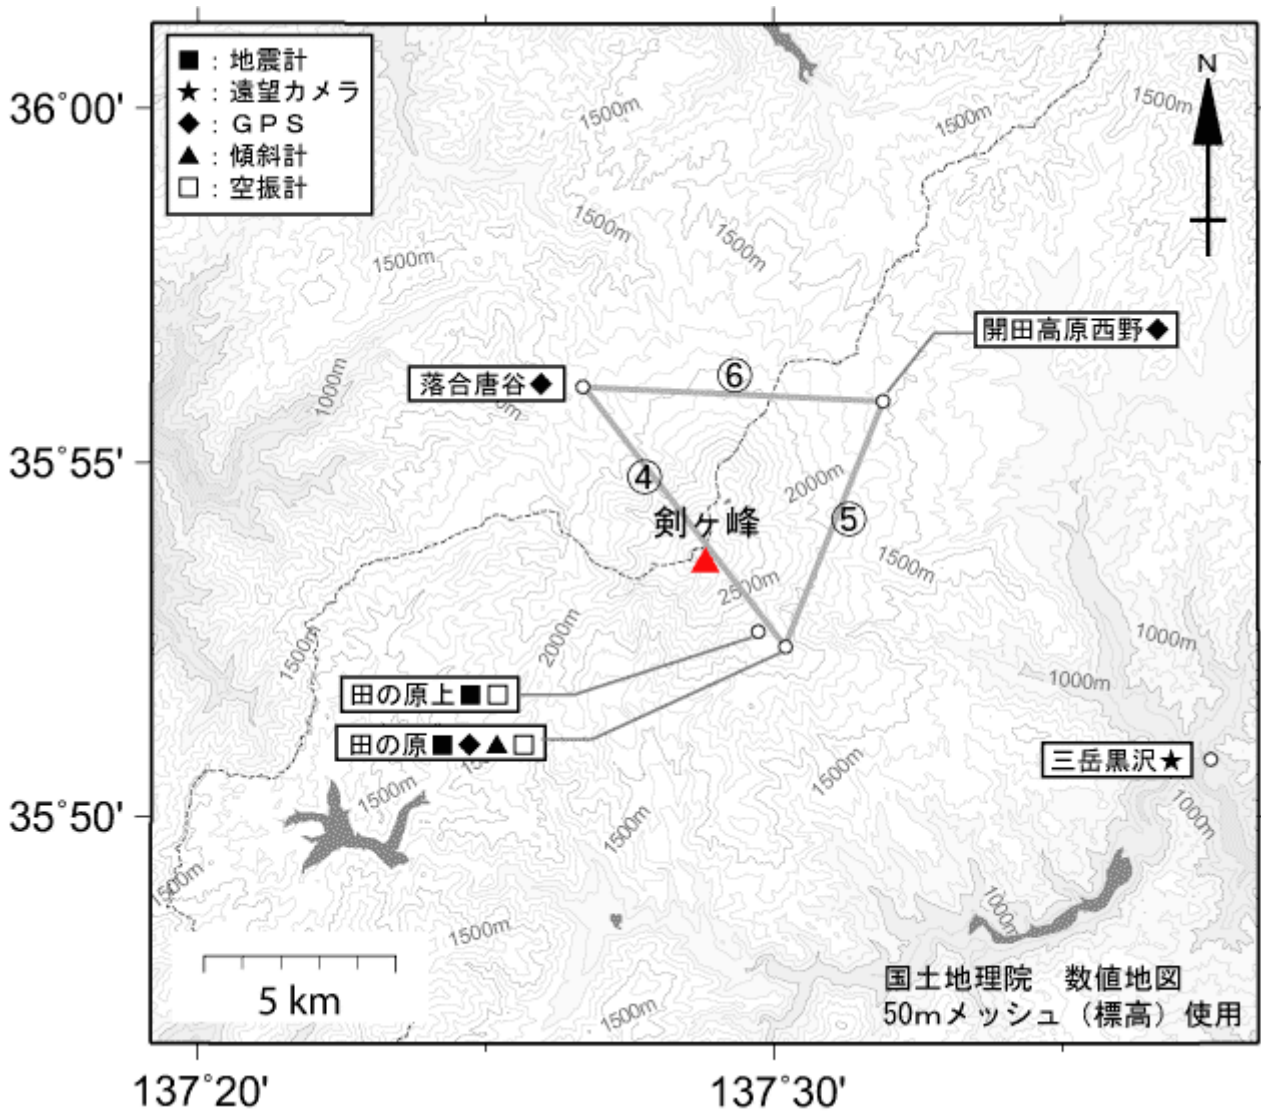 ■：地震計
★：遠望カメラ
◆：ＧＰＳ
▲：傾斜計
□：空振計
N
36°00'
35°55'
35°50'
137°20'
137°30'
1500m
1500m
1500m
1500m
1500m
1500m
1000m
開田高原西野◆
落合唐谷◆
⑥
④
⑤
剣ヶ峰
2000m
1500m
2500m
2000m
1500m
1000m
1000m
田の原上■□
田の原■◆▲□
三岳黒沢★
1500m
1500m
1500m
1000m
1500m
1500m
1000m
1500m
5 km
国土地理院　数値地図
50mメッシュ（標高）使用